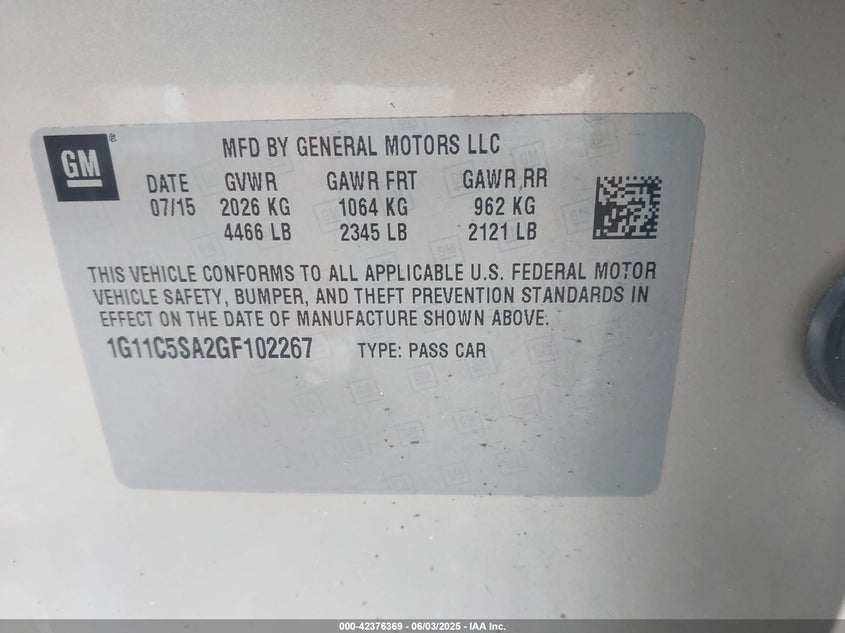 GM®
MFD BY GENERAL MOTORS LLC
DATE GVWR GAWR FRT GAWR RR
07/15 2026 KG 1064 KG 962 KG
4466 LB 2345 LB 2121 LB
THIS VEHICLE CONFORMS TO ALL APPLICABLE U.S. FEDERAL MOTOR
VEHICLE SAFETY, BUMPER, AND THEFT PREVENTION STANDARDS IN
EFFECT ON THE DATE OF MANUFACTURE SHOWN ABOVE.
1G11C5SA2GF102267 TYPE: PASS CAR
000-42376369 - 06/03/2025 - IAA Inc.